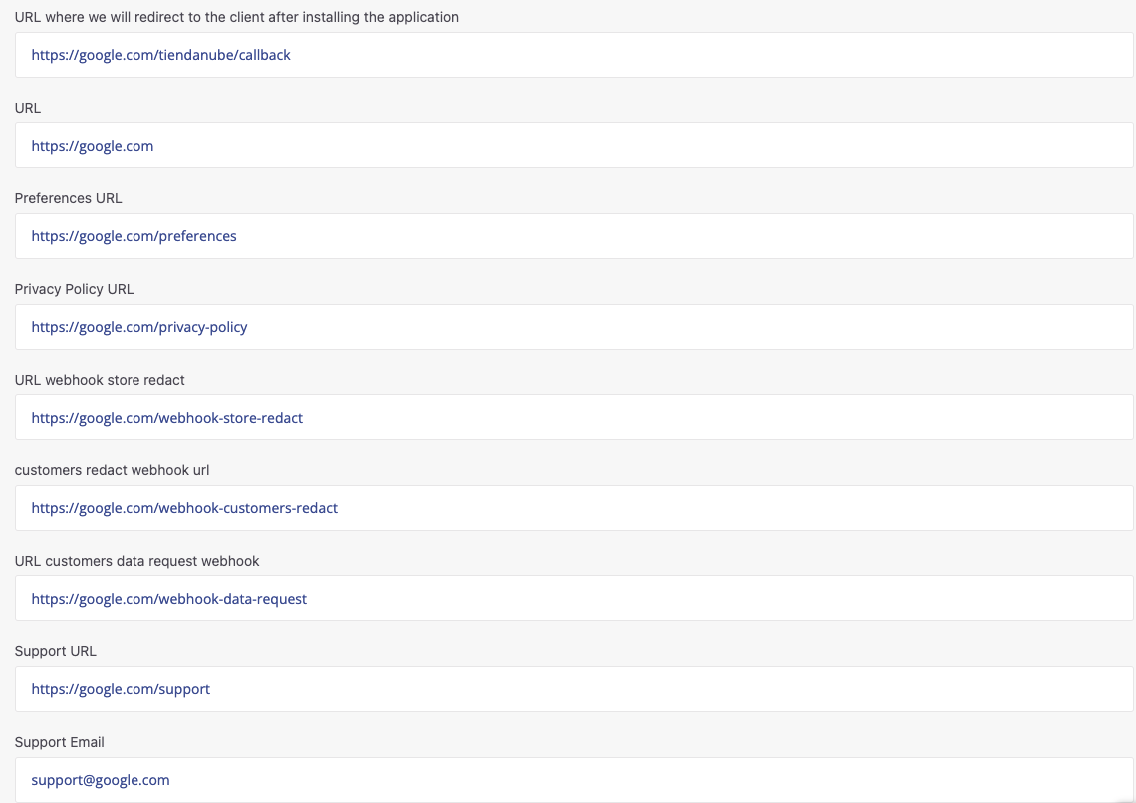 URL where we will redirect to the client after installing the application
https://google.com/tiendanube/callback
URL
https://google.com
Preferences URL
https://google.com/preferences
Privacy Policy URL
https://google.com/privacy-policy
URL webhook store redact
https://google.com/webhook-store-redact
customers redact webhook url
https://google.com/webhook-customers-redact
URL customers data request webhook
https://google.com/webhook-data-request
Support URL
https://google.com/support
Support Email
support@google.com